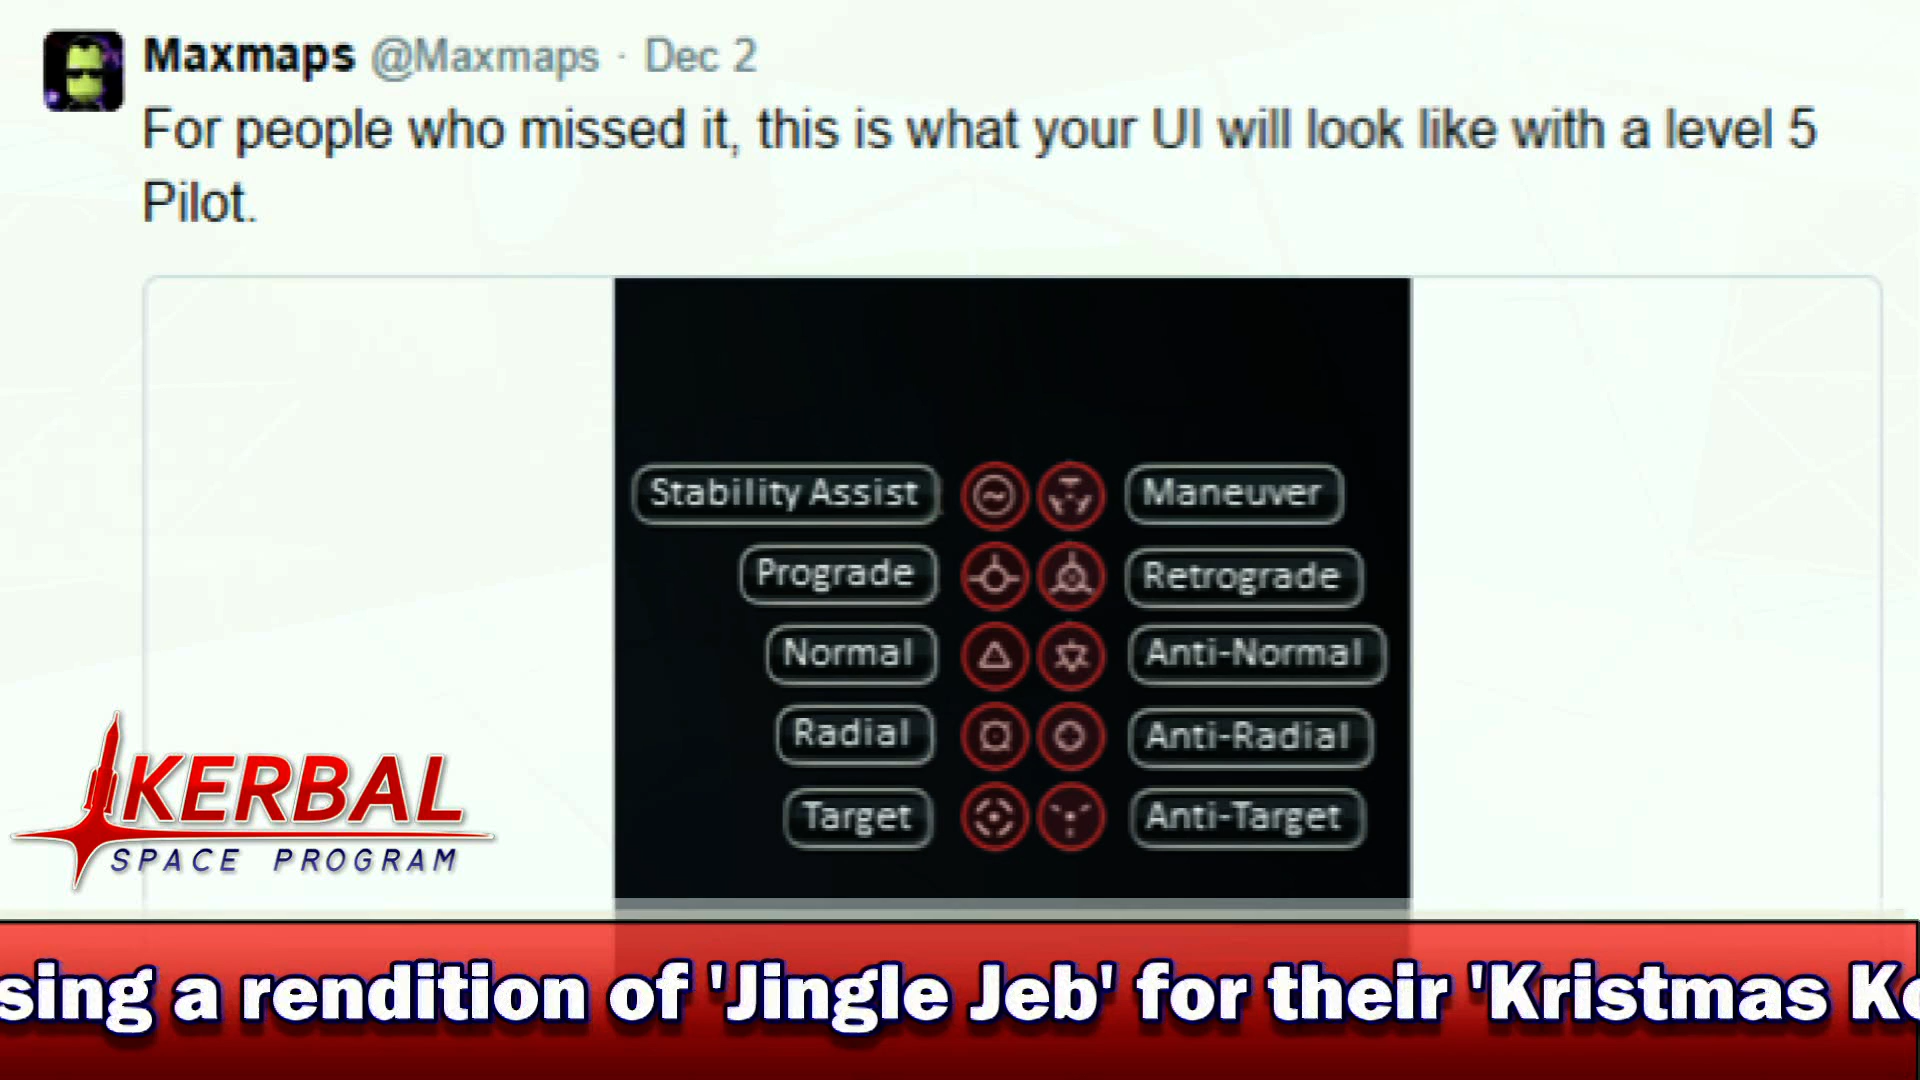 Maxmaps @Maxmaps · Dec 2
For people who missed it, this is what your UI will look like with a level 5
Pilot.
Stability Assist Maneuver
Prograde Retrograde
Normal Anti-Normal
Radial Anti-Radial
Target Anti-Target
KERBAL
SPACE PROGRAM
sing a rendition of 'Jingle Jeb' for their 'Kristmas